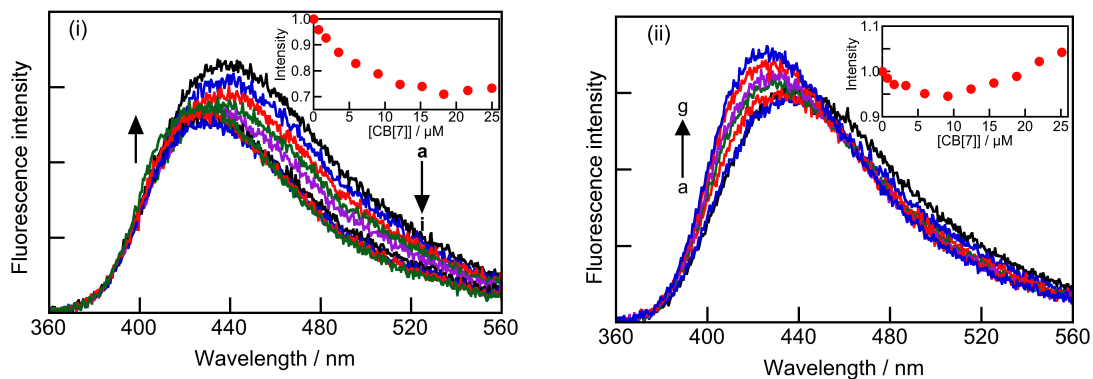 (i)
Fluorescence intensity
Wavelength / nm
360 400 440 480 520 560
a
i
Intensity
1.0
0.9
0.8
0.7
0 5 10 15 20 25
[CB[7]] / μM
(ii)
Fluorescence intensity
Wavelength / nm
360 400 440 480 520 560
g
a
Intensity
1.1
1.0
0.9
0 5 10 15 20 25
[CB[7]] / μM